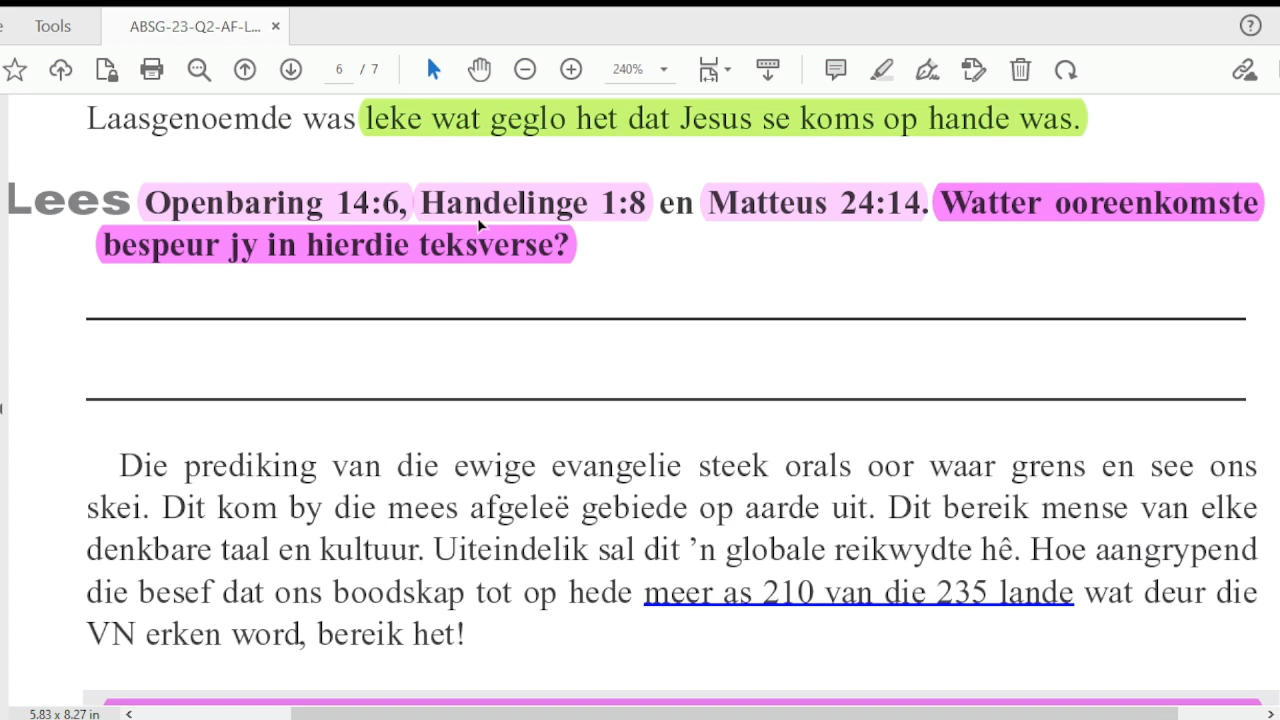 Tools
ABSG-23-Q2-AF-L... ×
6 / 7
240%
Laasgenoemde was leke wat geglo het dat Jesus se koms op hande was.
Lees Openbaring 14:6, Handelinge 1:8 en Matteus 24:14. Watter ooreenkomste
bespeur jy in hierdie teksverse?
Die prediking van die ewige evangelie steek orals oor waar grens en see ons
skei. Dit kom by die mees afgeleë gebiede op aarde uit. Dit bereik mense van elke
denkbare taal en kultuur. Uiteindelik sal dit ’n globale reikwydte hê. Hoe aangrypend
die besef dat ons boodskap tot op hede meer as 210 van die 235 lande wat deur die
VN erken word, bereik het!
5.83 x 8.27 in